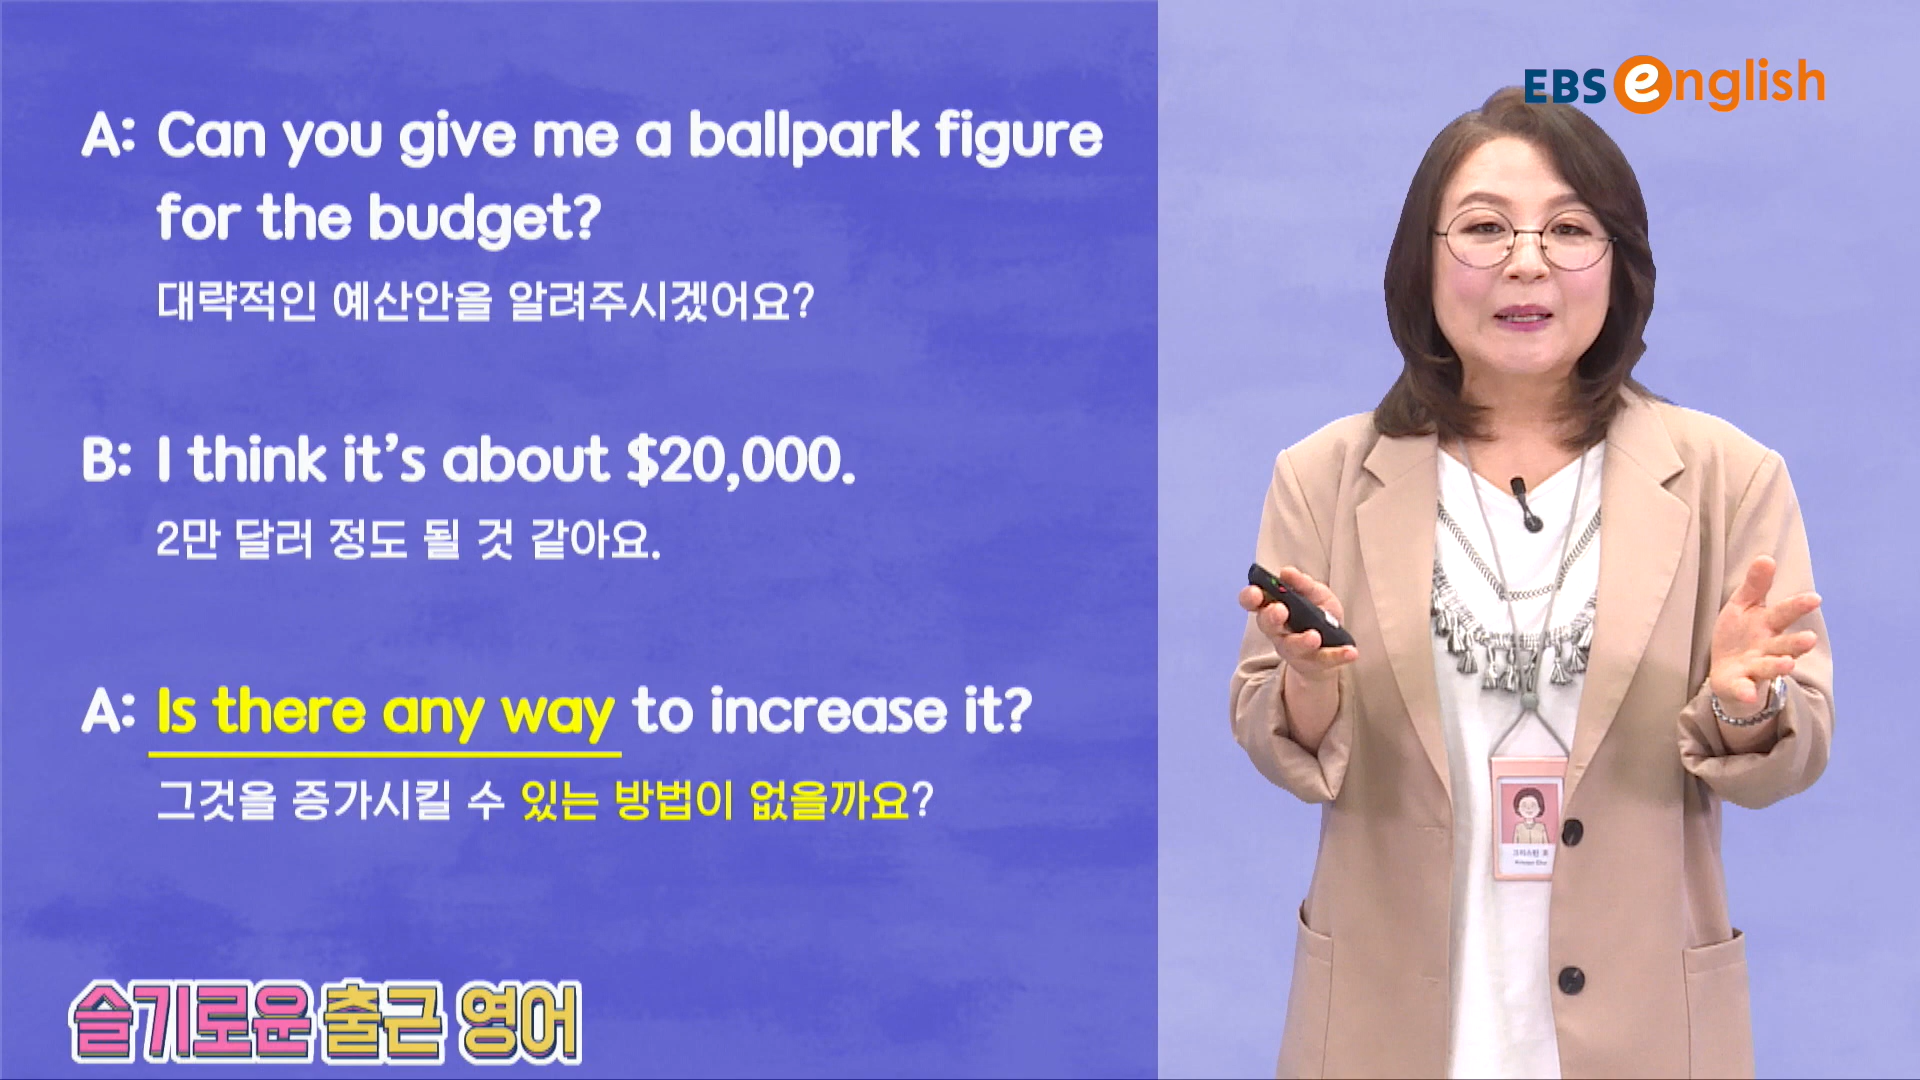 EBS english
A: Can you give me a ballpark figure
for the budget?
대략적인 예산안을 알려주시겠어요?
B: I think it's about $20,000.
2만 달러 정도 될 것 같아요.
A: Is there any way to increase it?
그것을 증가시킬 수 있는 방법이 없을까요?
슬기로운 출근 영어